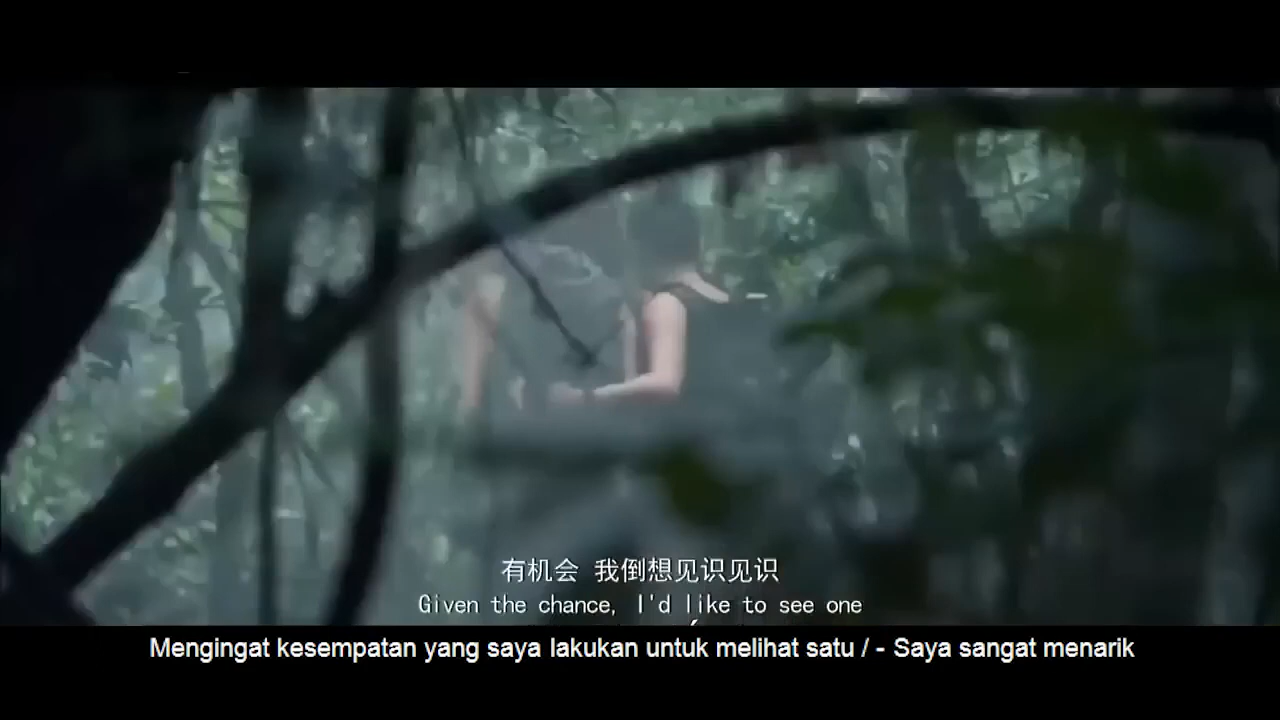 有机会 我倒想见识见识
Given the chance, I'd like to see one
Mengingat kesempatan yang saya lakukan untuk melihat satu / - Saya sangat menarik